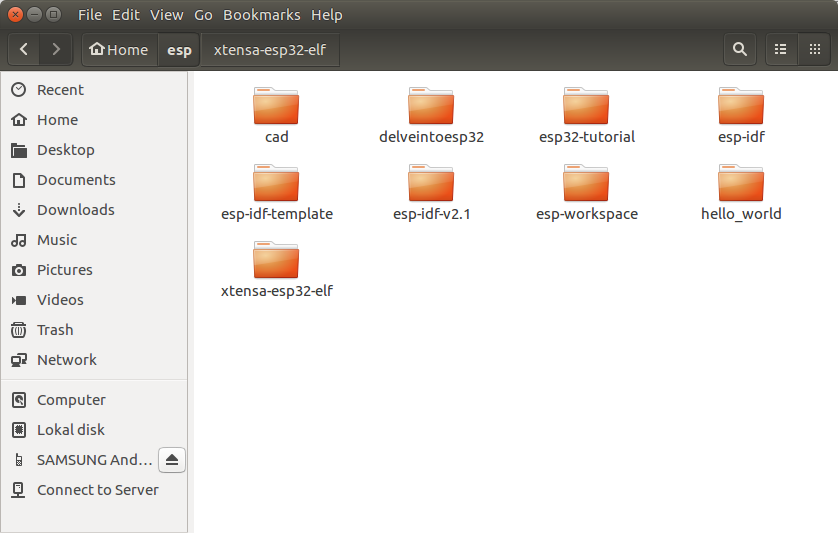 File Edit View Go Bookmarks Help
Home esp xtensa-esp32-elf
Recent
Home
Desktop
Documents
Downloads
Music
Pictures
Videos
Trash
Network
Computer
Lokal disk
SAMSUNG And...
Connect to Server
cad delveintoesp32 esp32-tutorial esp-idf
esp-idf-template esp-idf-v2.1 esp-workspace hello_world
xtensa-esp32-elf